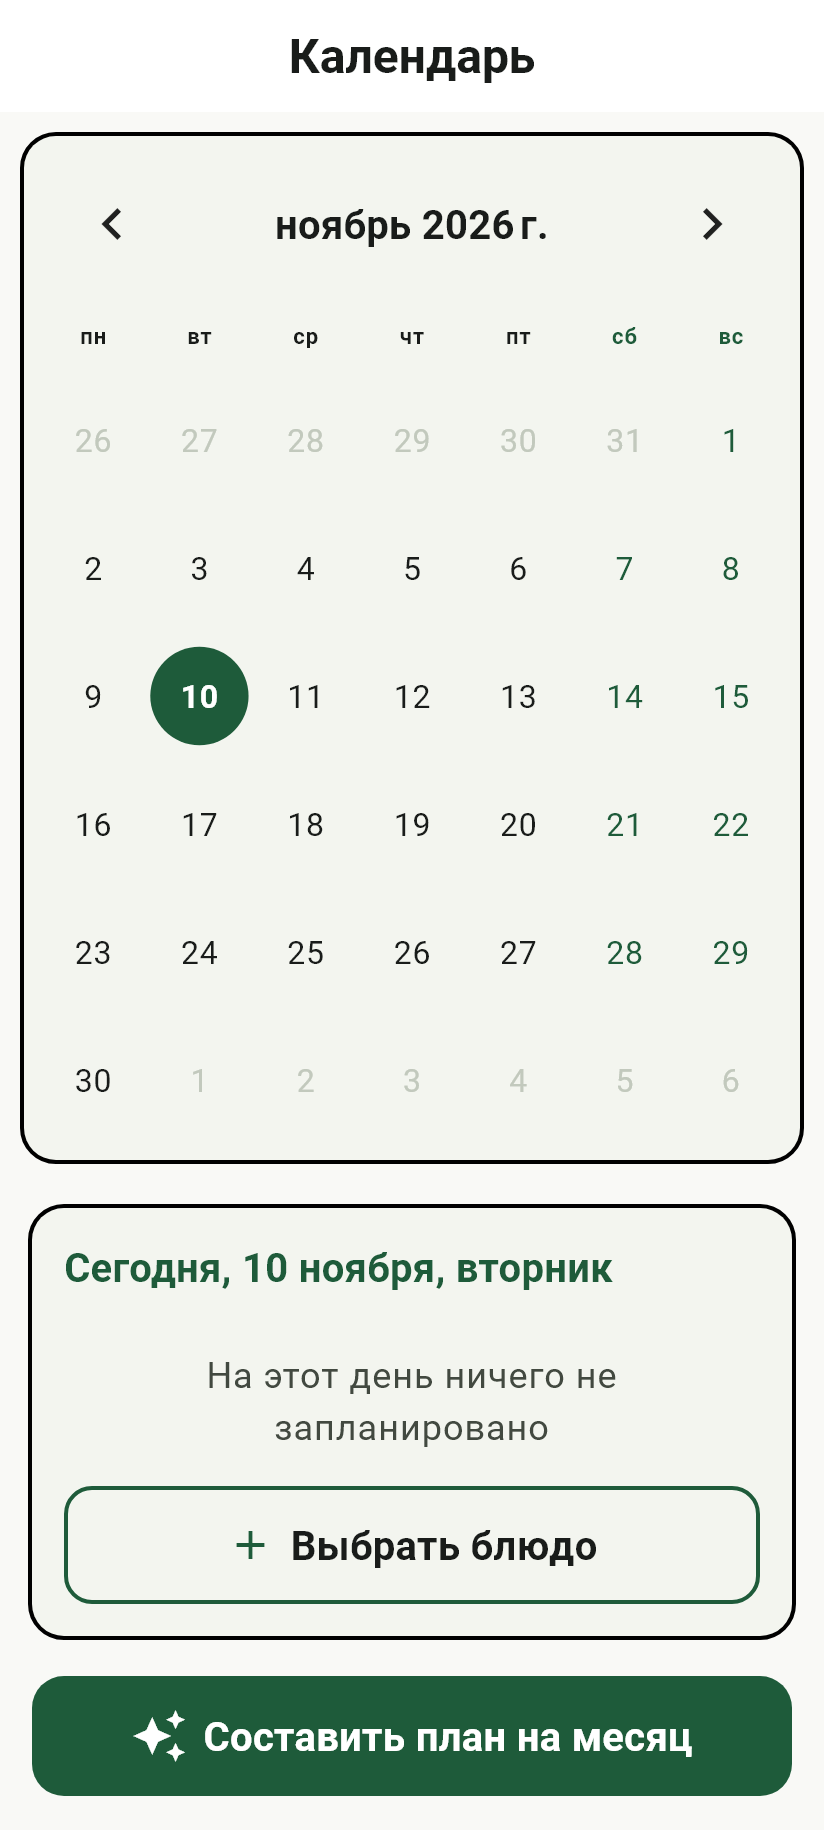 Календарь
ноябрь 2026 г.
пн вт ср чт пт сб вс
26 27 28 29 30 31 1
2 3 4 5 6 7 8
9 10 11 12 13 14 15
16 17 18 19 20 21 22
23 24 25 26 27 28 29
30 1 2 3 4 5 6
Сегодня, 10 ноября, вторник
На этот день ничего не
запланировано
+ Выбрать блюдо
Составить план на месяц